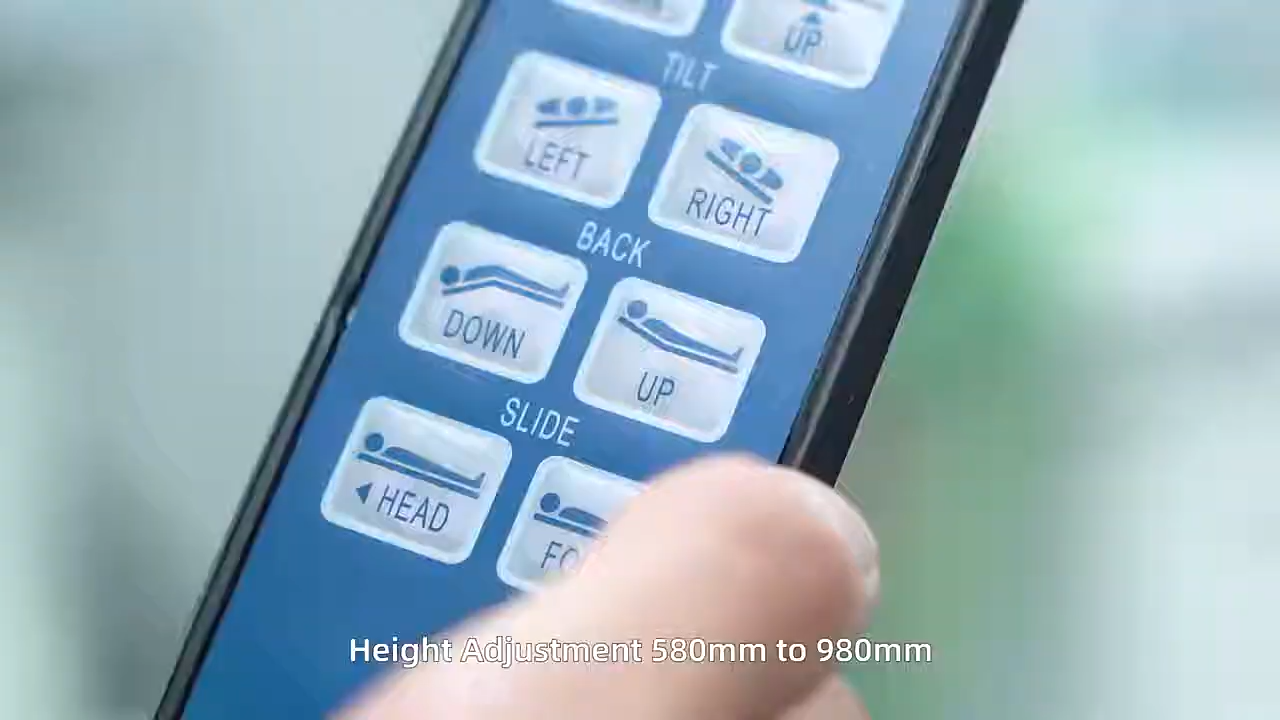 UP
TILT
LEFT
RIGHT
BACK
DOWN
UP
SLIDE
HEAD
Height Adjustment 580mm to 980mm